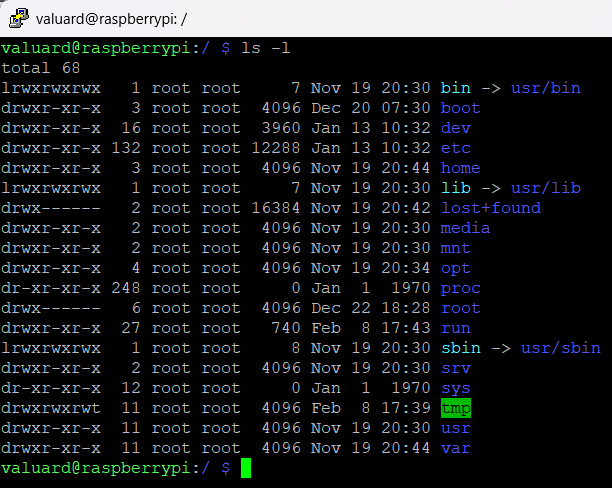 valuard@raspberrypi: /
valuard@raspberrypi:/ $ ls -l
total 68
lrwxrwxrwx   1 root root     7 Nov 19 20:30 bin -> usr/bin
drwxr-xr-x   3 root root  4096 Dec 20 07:30 boot
drwxr-xr-x  16 root root  3960 Jan 13 10:32 dev
drwxr-xr-x 132 root root 12288 Jan 13 10:32 etc
drwxr-xr-x   3 root root  4096 Nov 19 20:44 home
lrwxrwxrwx   1 root root     7 Nov 19 20:30 lib -> usr/lib
drwx------   2 root root 16384 Nov 19 20:42 lost+found
drwxr-xr-x   2 root root  4096 Nov 19 20:30 media
drwxr-xr-x   2 root root  4096 Nov 19 20:30 mnt
drwxr-xr-x   4 root root  4096 Nov 19 20:34 opt
dr-xr-xr-x 248 root root     0 Jan  1  1970 proc
drwx------   6 root root  4096 Dec 22 18:28 root
drwxr-xr-x  27 root root   740 Feb  8 17:43 run
lrwxrwxrwx   1 root root     8 Nov 19 20:30 sbin -> usr/sbin
drwxr-xr-x   2 root root  4096 Nov 19 20:30 srv
dr-xr-xr-x  12 root root     0 Jan  1  1970 sys
drwxrwxrwt  11 root root  4096 Feb  8 17:39 tmp
drwxr-xr-x  11 root root  4096 Nov 19 20:30 usr
drwxr-xr-x  11 root root  4096 Nov 19 20:44 var
valuard@raspberrypi:/ $